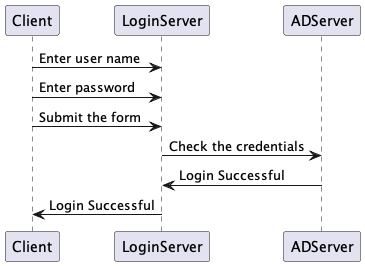 Client LoginServer ADServer
Enter user name
Enter password
Submit the form
Check the credentials
Login Successful
Login Successful
Client LoginServer ADServer